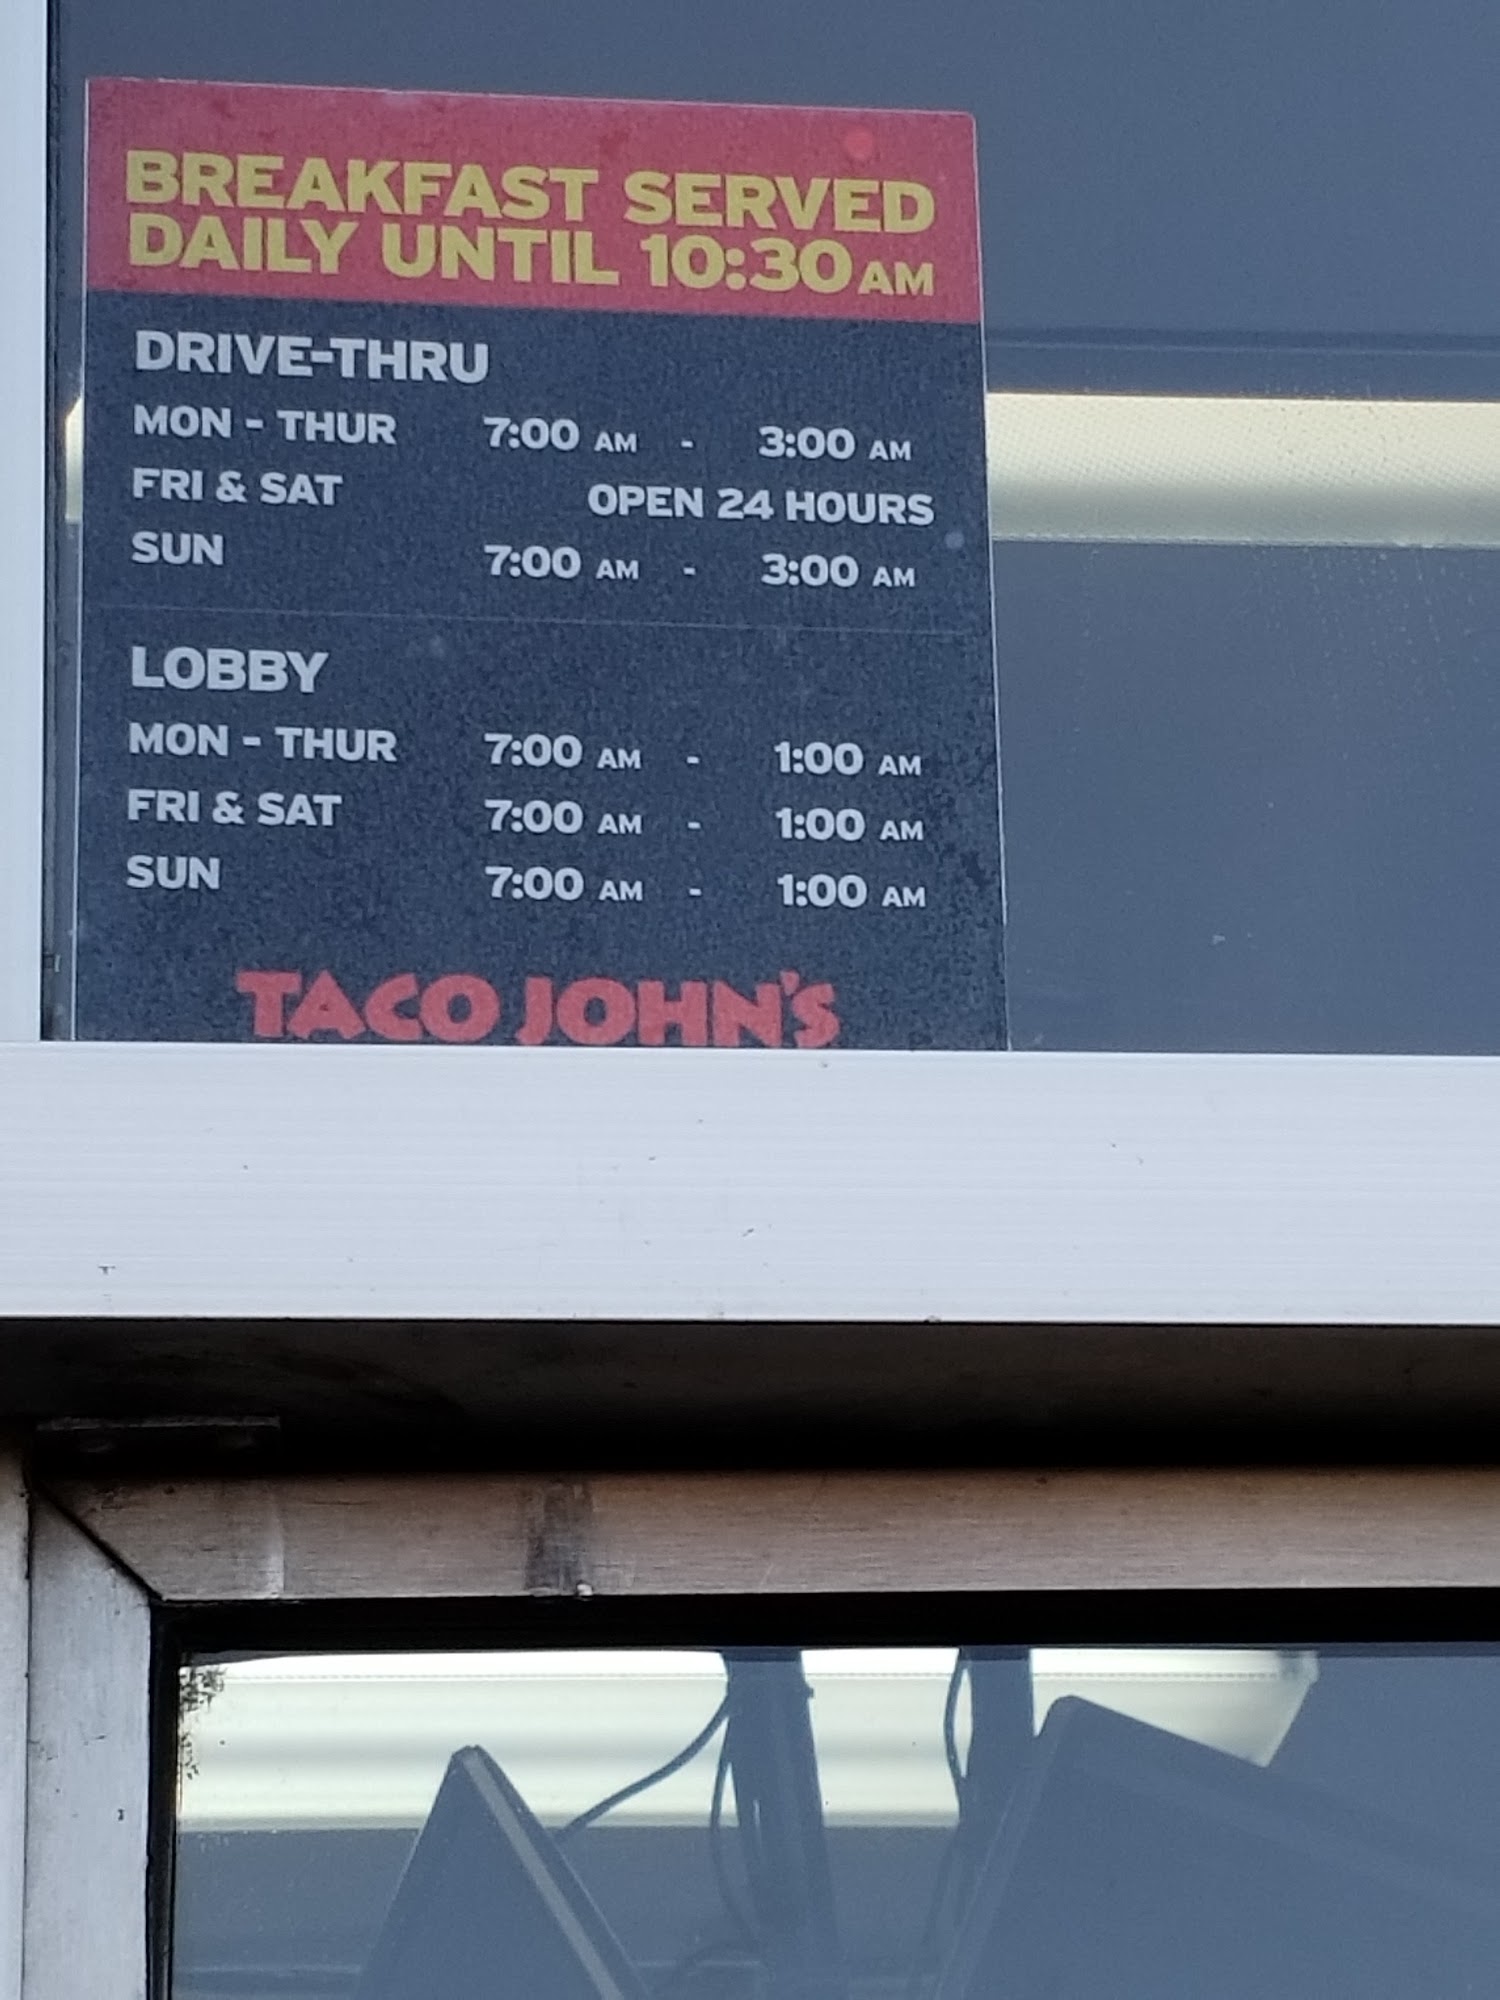 BREAKFAST SERVED
DAILY UNTIL 10:30 AM
DRIVE-THRU
MON - THUR 7:00 AM - 3:00 AM
FRI & SAT OPEN 24 HOURS
SUN 7:00 AM - 3:00 AM
LOBBY
MON - THUR 7:00 AM - 1:00 AM
FRI & SAT 7:00 AM - 1:00 AM
SUN 7:00 AM - 1:00 AM
TACO JOHN'S